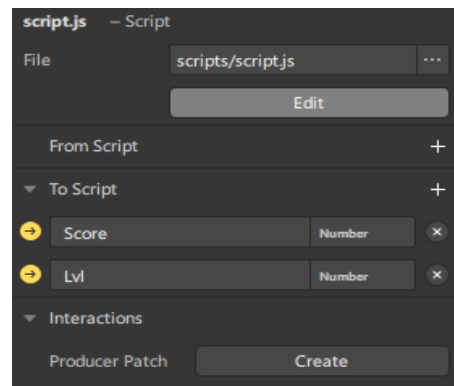 script.js – Script
File scripts/script.js ...
Edit
From Script +
To Script +
Score Number
Lvl Number
Interactions
Producer Patch Create